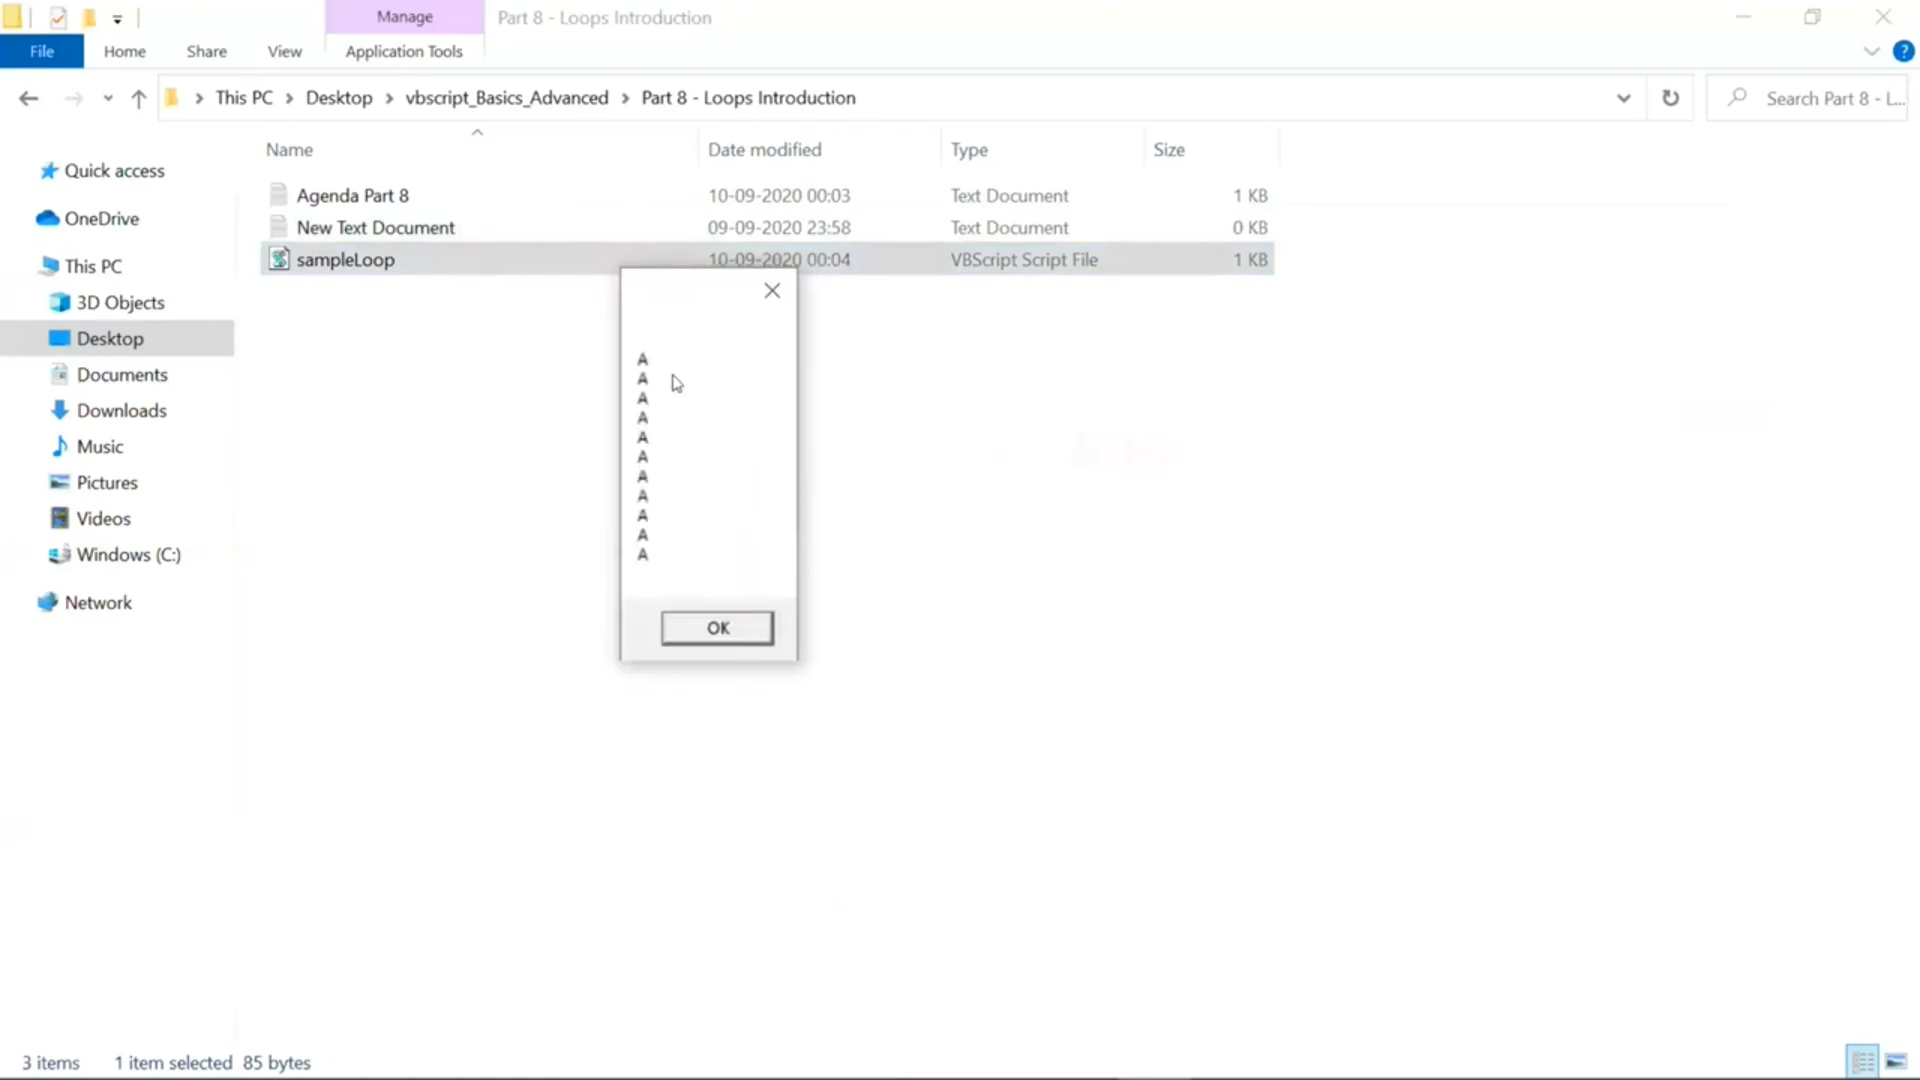 Manage
Part 8 - Loops Introduction
File
Home
Share
View
Application Tools
This PC
Desktop
vbscript_Basics_Advanced
Part 8 - Loops Introduction
Search Part 8 - L...
Name
Date modified
Type
Size
Agenda Part 8
10-09-2020 00:03
Text Document
1 KB
New Text Document
09-09-2020 23:58
Text Document
0 KB
sampleLoop
10-09-2020 00:04
VBScript Script File
1 KB
Quick access
OneDrive
This PC
3D Objects
Desktop
Documents
Downloads
Music
Pictures
Videos
Windows (C:)
Network
A
A
A
A
A
A
A
A
A
A
A
OK
3 items
1 item selected
85 bytes